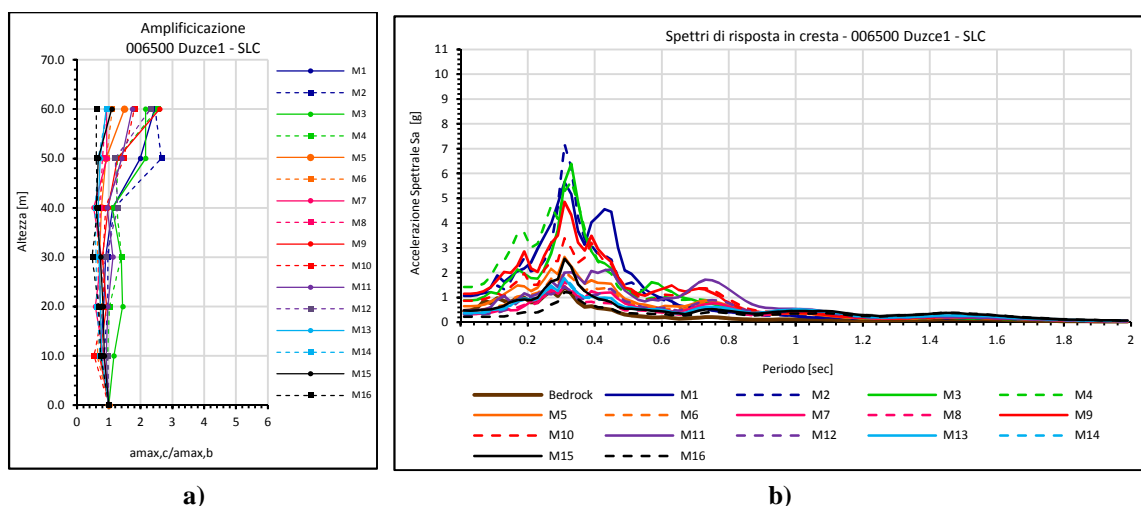 Amplificazione
006500 Duzce1 - SLC
70.0
60.0
50.0
40.0
30.0
20.0
10.0
0.0
Altezza [m]
0 1 2 3 4 5 6
amax,c/amax,b
M1
M2
M3
M4
M5
M6
M7
M8
M9
M10
M11
M12
M13
M14
M15
M16
a)
Spettri di risposta in cresta - 006500 Duzce1 - SLC
11
10
9
8
7
6
5
4
3
2
1
0
Accelerazione Spettrale Sa [g]
0 0.2 0.4 0.6 0.8 1 1.2 1.4 1.6 1.8 2
Periodo [sec]
Bedrock M1 M2 M3 M4
M5 M6 M7 M8 M9
M10 M11 M12 M13 M14
M15 M16
b)